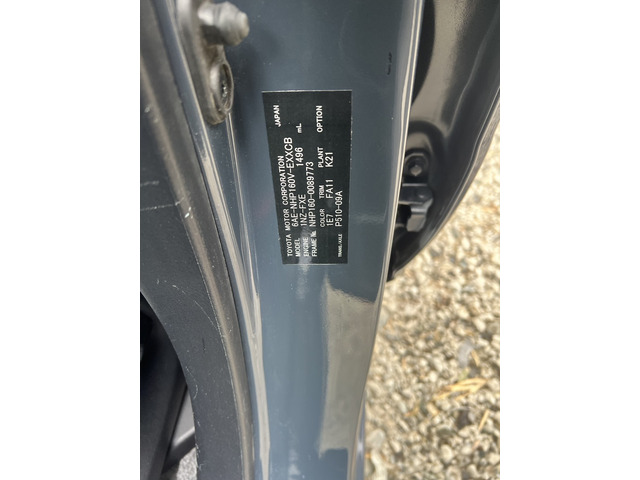 TOYOTA MOTOR CORPORATION JAPAN
MODEL 6AE-NHP160V-EXXCB
ENGINE 1NZ-FXE 1496 mL
FRAME No. NHP160-0089773
COLOR TRIM PLANT OPTION
1E7 FA11 K21
TRANS./AXLE P510-09A